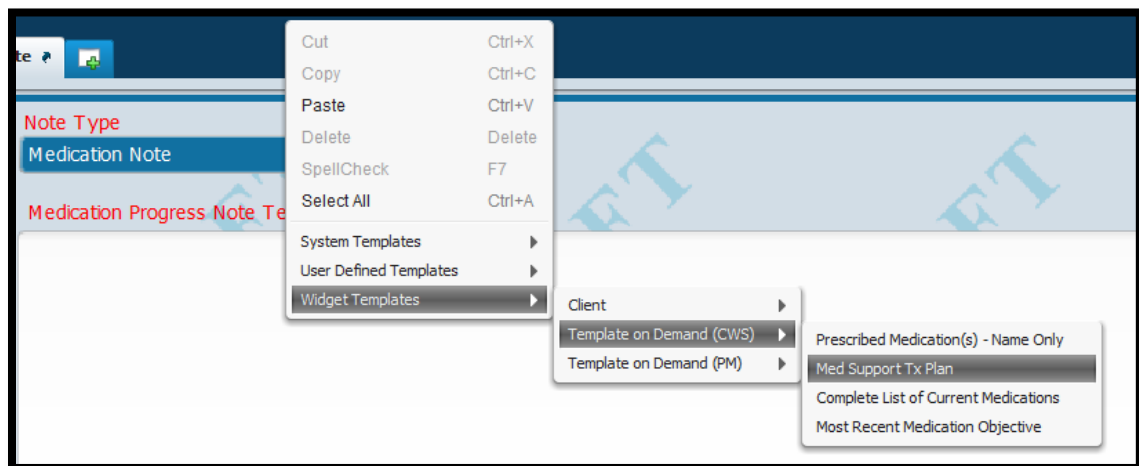 te
Cut Ctrl+X
Copy Ctrl+C
Paste Ctrl+V
Delete Delete
SpellCheck F7
Select All Ctrl+A
System Templates
User Defined Templates
Widget Templates
Note Type
Medication Note
Medication Progress Note Te
Client
Template on Demand (CWS)
Template on Demand (PM)
Prescribed Medication(s) - Name Only
Med Support Tx Plan
Complete List of Current Medications
Most Recent Medication Objective
FT
FT